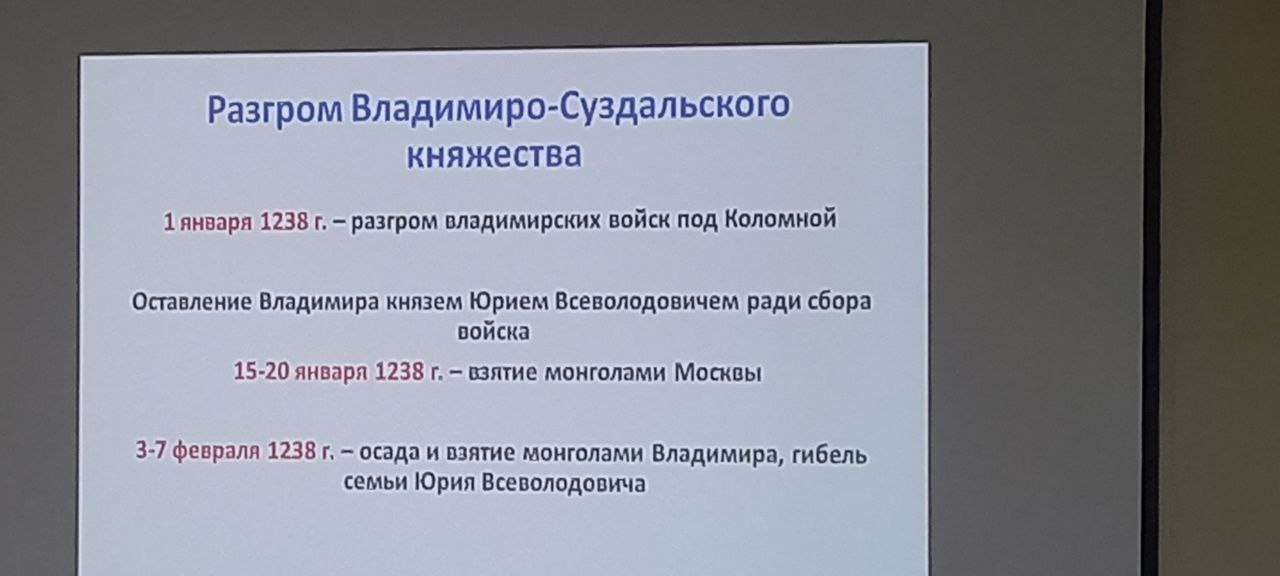 Разгром Владимиро-Суздальского
княжества
1 января 1238 г. – разгром владимирских войск под Коломной
Оставление Владимира князем Юрием Всеволодовичем ради сбора
войска
15-20 января 1238 г. – взятие монголами Москвы
3-7 февраля 1238 г. – осада и взятие монголами Владимира, гибель
семьи Юрия Всеволодовича